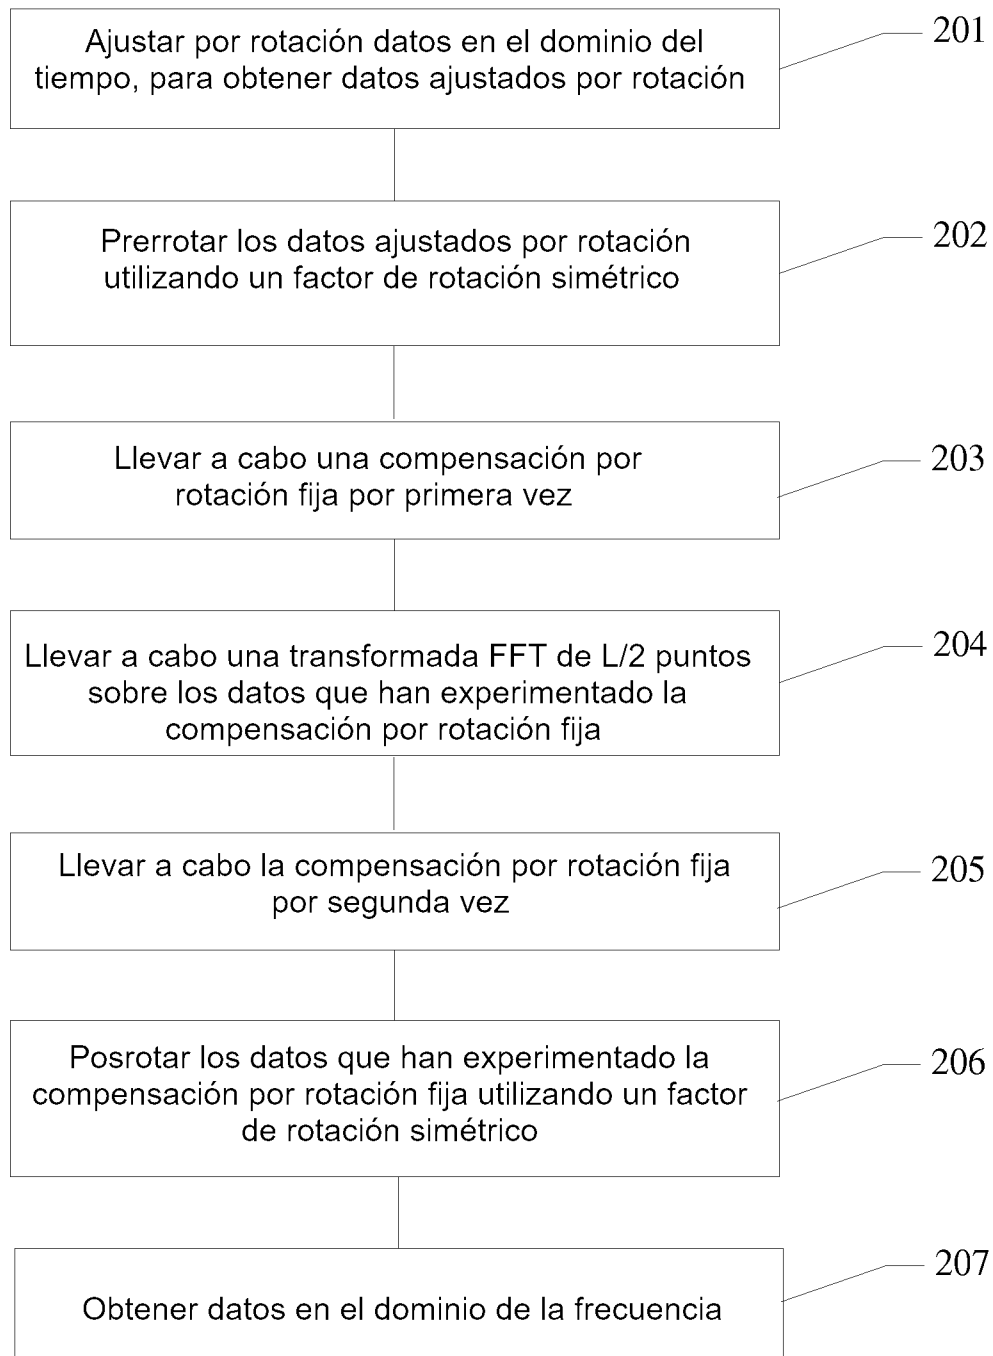 Ajustar por rotación datos en el dominio del
tiempo, para obtener datos ajustados por rotación
201
Prerrotar los datos ajustados por rotación
utilizando un factor de rotación simétrico
202
Llevar a cabo una compensación por
rotación fija por primera vez
203
Llevar a cabo una transformada FFT de L/2 puntos
sobre los datos que han experimentado la
compensación por rotación fija
204
Llevar a cabo la compensación por rotación fija
por segunda vez
205
Posrotar los datos que han experimentado la
compensación por rotación fija utilizando un factor
de rotación simétrico
206
Obtener datos en el dominio de la frecuencia
207